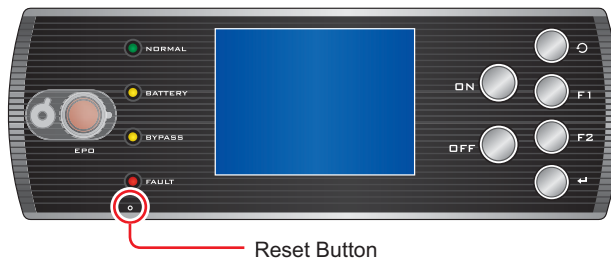 NORMAL
BATTERY
BYPASS
FAULT
EPO
ON
OFF
F1
F2
Reset Button